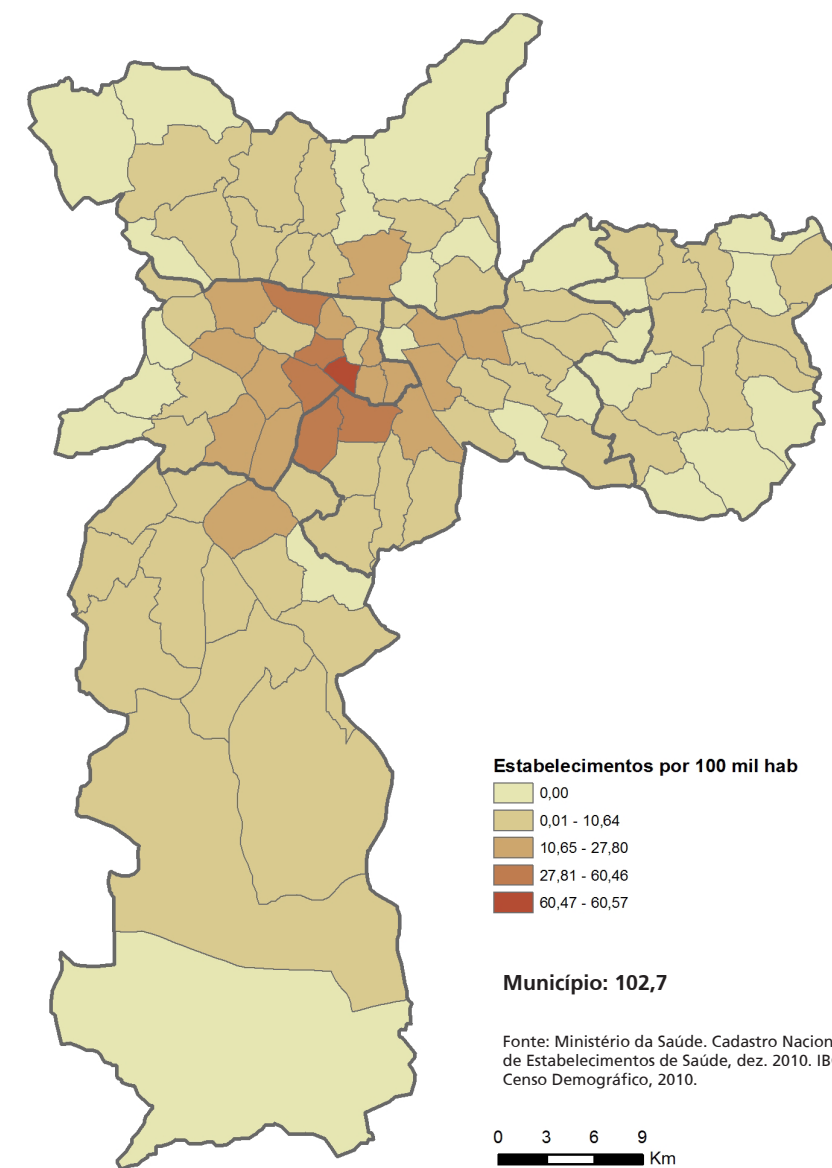 Estabelecimentos por 100 mil hab
0,00
0,01 - 10,64
10,65 - 27,80
27,81 - 60,46
60,47 - 60,57
Município: 102,7
Fonte: Ministério da Saúde. Cadastro
de Estabelecimentos de Saúde, dez. 2010.
Censo Demográfico, 2010.
0 3 6 9
Km